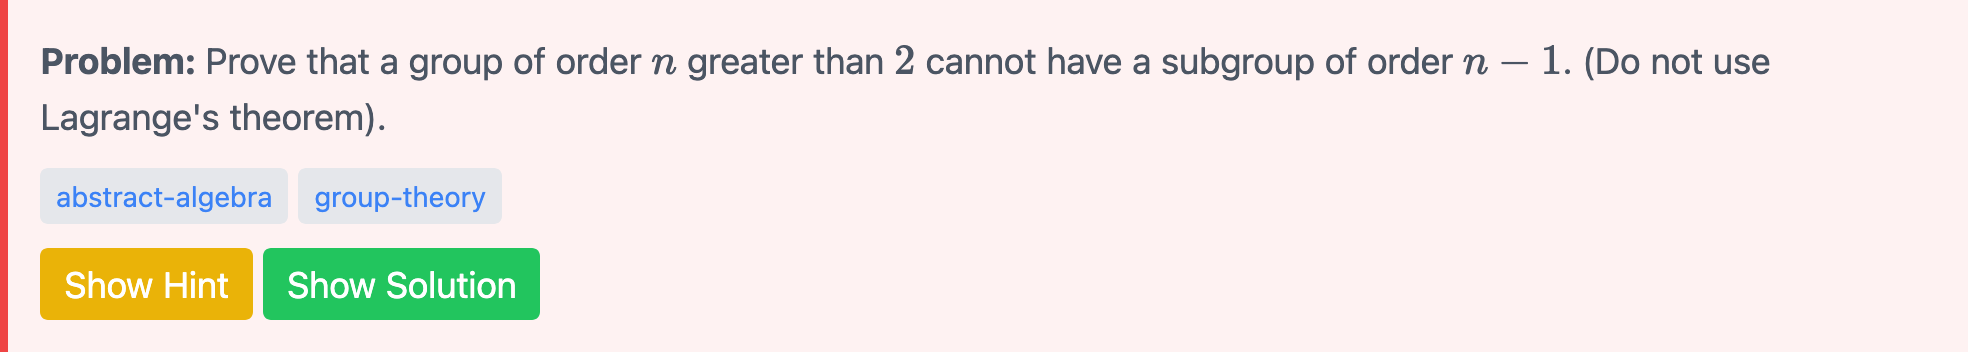 Problem: Prove that a group of order n greater than 2 cannot have a subgroup of order n − 1. (Do not use
Lagrange's theorem).
abstract-algebra group-theory
Show Hint Show Solution